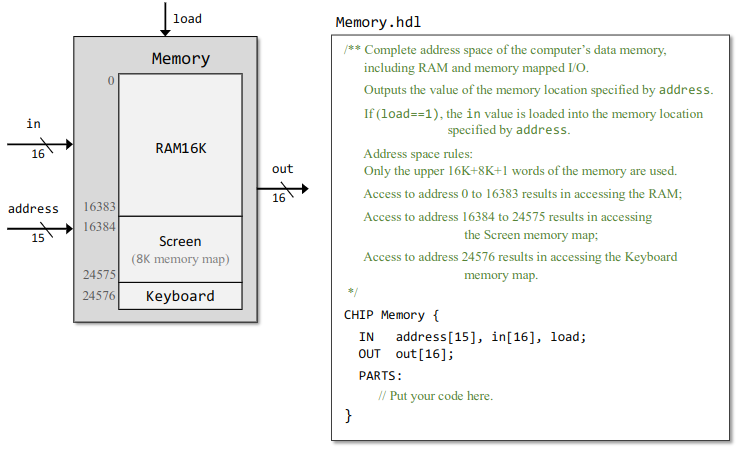 load
Memory
0
in
16
RAM16K
out
16
address
15
16383
16384
Screen
(8K memory map)
24575
24576
Keyboard
Memory.hdl
/** Complete address space of the computer’s data memory,
including RAM and memory mapped I/O.
Outputs the value of the memory location specified by address.
If (load==1), the in value is loaded into the memory location
specified by address.
Address space rules:
Only the upper 16K+8K+1 words of the memory are used.
Access to address 0 to 16383 results in accessing the RAM;
Access to address 16384 to 24575 results in accessing
the Screen memory map;
Access to address 24576 results in accessing the Keyboard
memory map.
*/
CHIP Memory {
IN address[15], in[16], load;
OUT out[16];
PARTS:
// Put your code here.
}